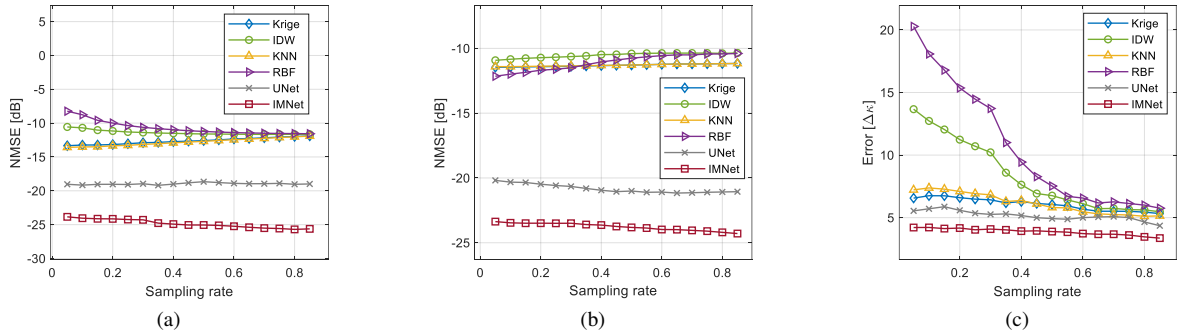 5
0
-5
-10
-15
-20
-25
-30
NMSE [dB]
0
0.2
0.4
0.6
0.8
Sampling rate
Krige
IDW
KNN
RBF
UNet
IMNet
(a)
-10
-15
-20
-25
NMSE [dB]
0
0.2
0.4
0.6
0.8
Sampling rate
Krige
IDW
KNN
RBF
UNet
IMNet
(b)
20
15
10
5
Error [Δκ]
0.2
0.4
0.6
0.8
Sampling rate
Krige
IDW
KNN
RBF
UNet
IMNet
(c)